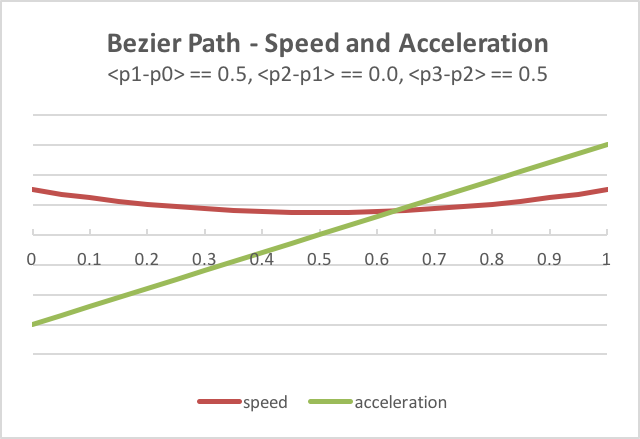 Bezier Path - Speed and Acceleration
<p1-p0> == 0.5, <p2-p1> == 0.0, <p3-p2> == 0.5
0 0.1 0.2 0.3 0.4 0.5 0.6 0.7 0.8 0.9 1
speed acceleration